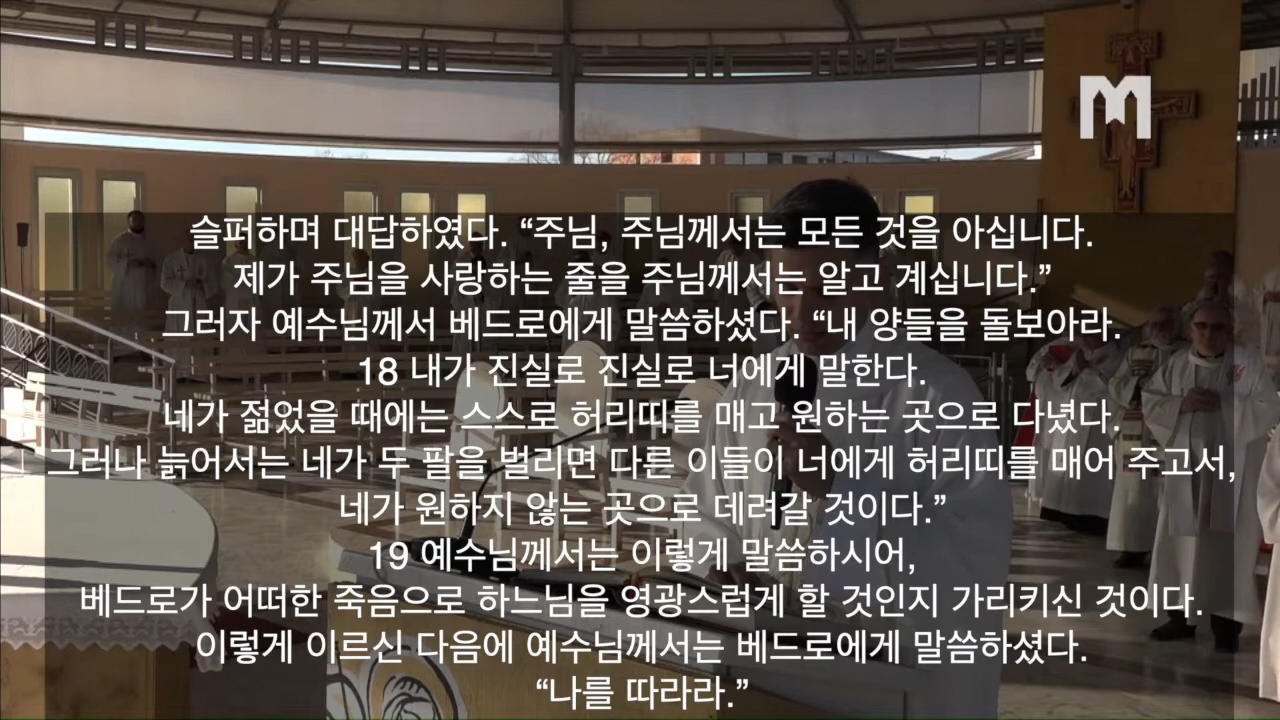 M
슬퍼하며 대답하였다. “주님, 주님께서는 모든 것을 아십니다.
제가 주님을 사랑하는 줄을 주님께서는 알고 계십니다.”
그러자 예수님께서 베드로에게 말씀하셨다. “내 양들을 돌보아라.
18 내가 진실로 진실로 너에게 말한다.
네가 젊었을 때에는 스스로 허리띠를 매고 원하는 곳으로 다녔다.
그러나 늙어서는 네가 두 팔을 벌리면 다른 이들이 너에게 허리띠를 매어 주고서,
네가 원하지 않는 곳으로 데려갈 것이다.”
19 예수님께서는 이렇게 말씀하시어,
베드로가 어떠한 죽음으로 하느님을 영광스럽게 할 것인지 가리키신 것이다.
이렇게 이르신 다음에 예수님께서는 베드로에게 말씀하셨다.
“나를 따라라.”